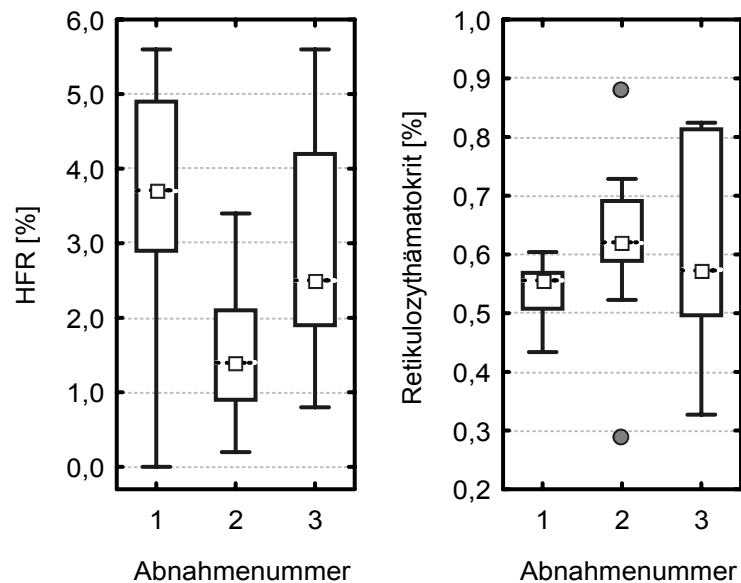 HFR [%]
6,0
5,0
4,0
3,0
2,0
1,0
0,0
1 2 3
Abnahmenummer
Retikulozythämatokrit [%]
1,0
0,9
0,8
0,7
0,6
0,5
0,4
0,3
0,2
1 2 3
Abnahmenummer